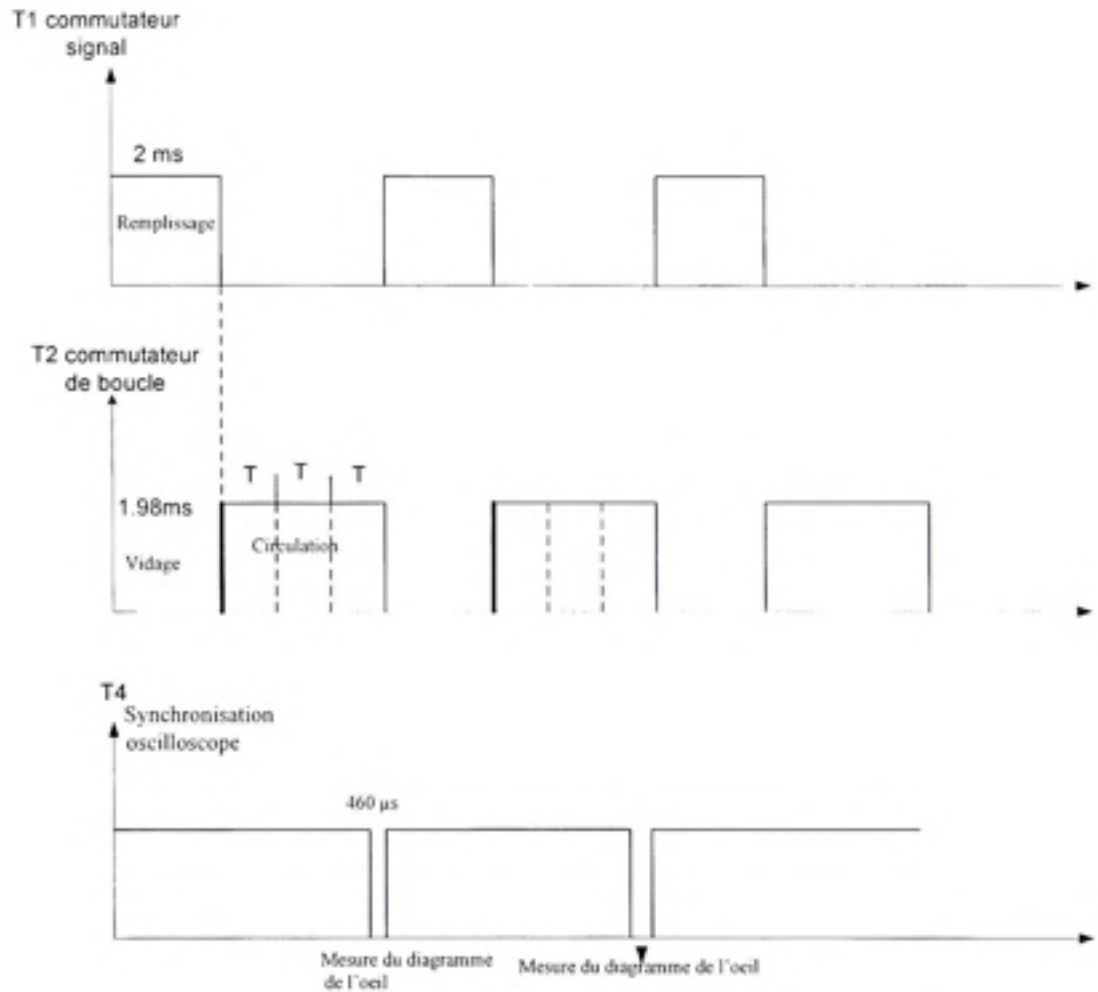 T1 commutateur
signal
2 ms
Remplissage
T2 commutateur
de boucle
T T T
1.98ms
Circulation
Vidage
T4
Synchronisation
oscilloscope
460 µs
Mesure du diagramme
de l'oeil
Mesure du diagramme de l'oeil